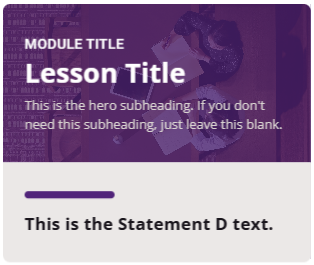 MODULE TITLE
Lesson Title
This is the hero subheading. If you don't
need this subheading, just leave this blank.
This is the Statement D text.